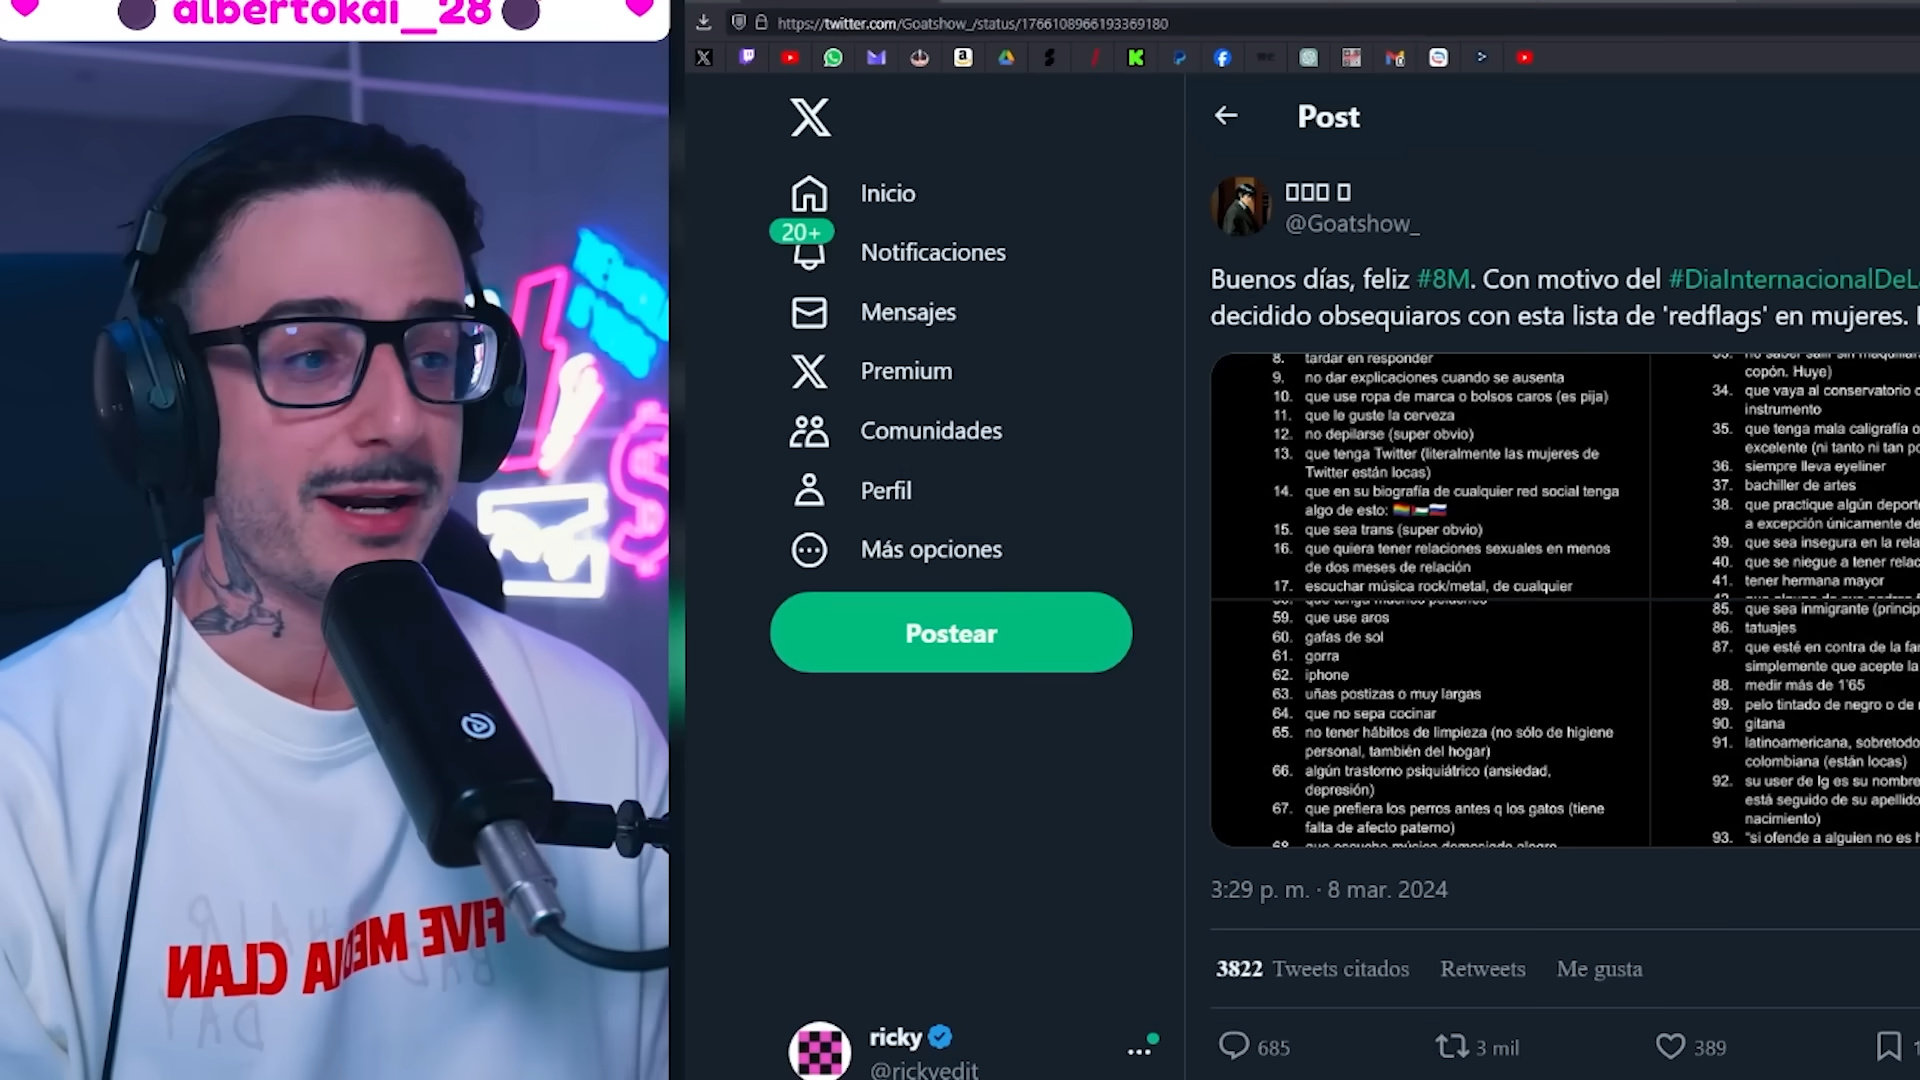 albertokai__28
https://twitter.com/Goatshow_/status/1766108966193369180
Inicio
20+
Notificaciones
Mensajes
Premium
Comunidades
Perfil
Más opciones
Postear
ricky
@rickyedit
Post
@Goatshow_
Buenos días, feliz #8M. Con motivo del #DiaInternacionalDeL
decidido obsequiaros con esta lista de 'redflags' en mujeres.
8. tardar en responder
9. no dar explicaciones cuando se ausenta
10. que use ropa de marca o bolsos caros (es pija)
11. que le guste la cerveza
12. no depilarse (super obvio)
13. que tenga Twitter (literalmente las mujeres de
Twitter están locas)
14. que en su biografía de cualquier red social tenga
algo de esto: 🏳️‍🌈🇵🇸🇷🇺
15. que sea trans (super obvio)
16. que quiera tener relaciones sexuales en menos
de dos meses de relación
17. escuchar música rock/metal, de cualquier
copón. Huye)
34. que vaya al conservatorio
instrumento
35. que tenga mala caligrafía o
excelente (ni tanto ni tan
36. siempre lleva eyeliner
37. bachiller de artes
38. que practique algún
a excepción únicamente de
39. que sea insegura en la
40. que se niegue a tener
41. tener hermana mayor
59. que use aros
60. gafas de sol
61. gorra
62. iphone
63. uñas postizas o muy largas
64. que no sepa cocinar
65. no tener hábitos de limpieza (no sólo de higiene
personal, también del hogar)
66. algún trastorno psiquiátrico (ansiedad,
depresión)
67. que prefiera los perros antes q los gatos (tiene
falta de afecto paterno)
68. que escuche música demasiado alegre
85. que sea inmigrante
86. tatuajes
87. que esté en contra de la
simplemente que acepte la
88. medir más de 1'65
89. pelo tintado de negro o de
90. gitana
91. latinoamericana, sobretodo
colombiana (están locas)
92. su user de Ig es su nombre
está seguido de su apellido
nacimiento)
93. "si ofende a alguien no es
3:29 p. m. · 8 mar. 2024
3822 Tweets citados Retweets Me gusta
685 3 mil 389
FIVE MEDIA CLAN